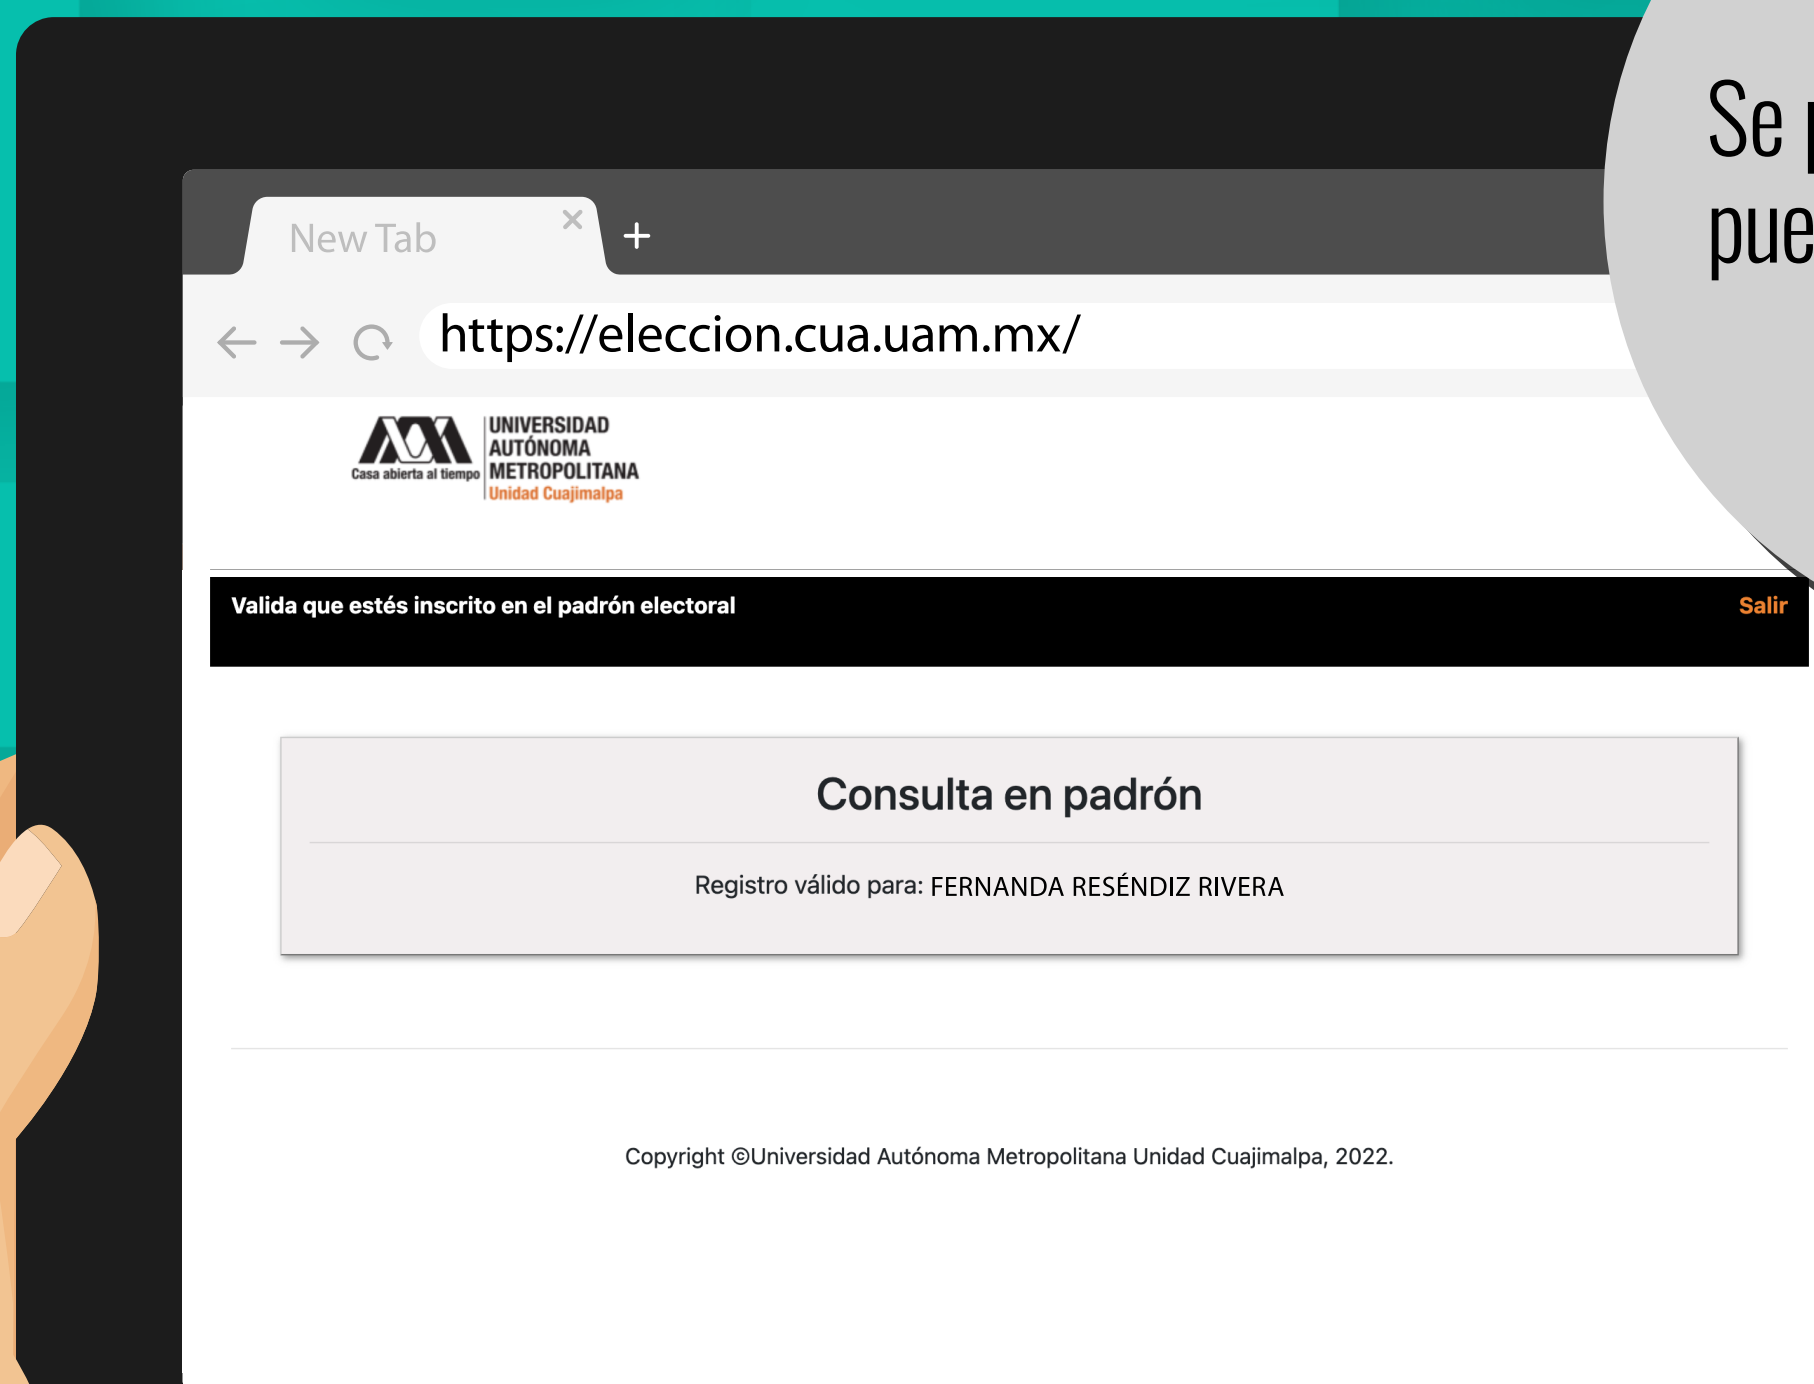 Se
New Tab
https://eleccion.cua.uam.mx/
UNIVERSIDAD
AUTÓNOMA
METROPOLITANA
Casa abierta al tiempo
Unidad Cuajimalpa
Valida que estés inscrito en el padrón electoral
Salir
Consulta en padrón
Registro válido para: FERNANDA RESÉNDIZ RIVERA
Copyright ©Universidad Autónoma Metropolitana Unidad Cuajimalpa, 2022.